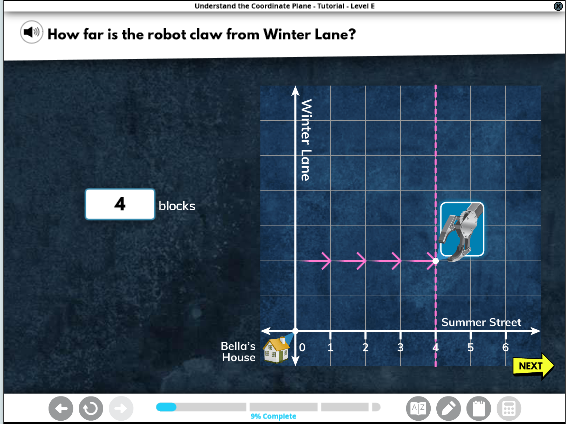 Understand the Coordinate Plane - Tutorial - Level E
How far is the robot claw from Winter Lane?
Winter Lane
4 blocks
Summer Street
Bella's
House
0 1 2 3 4 5 6
NEXT
9% Complete
A Z